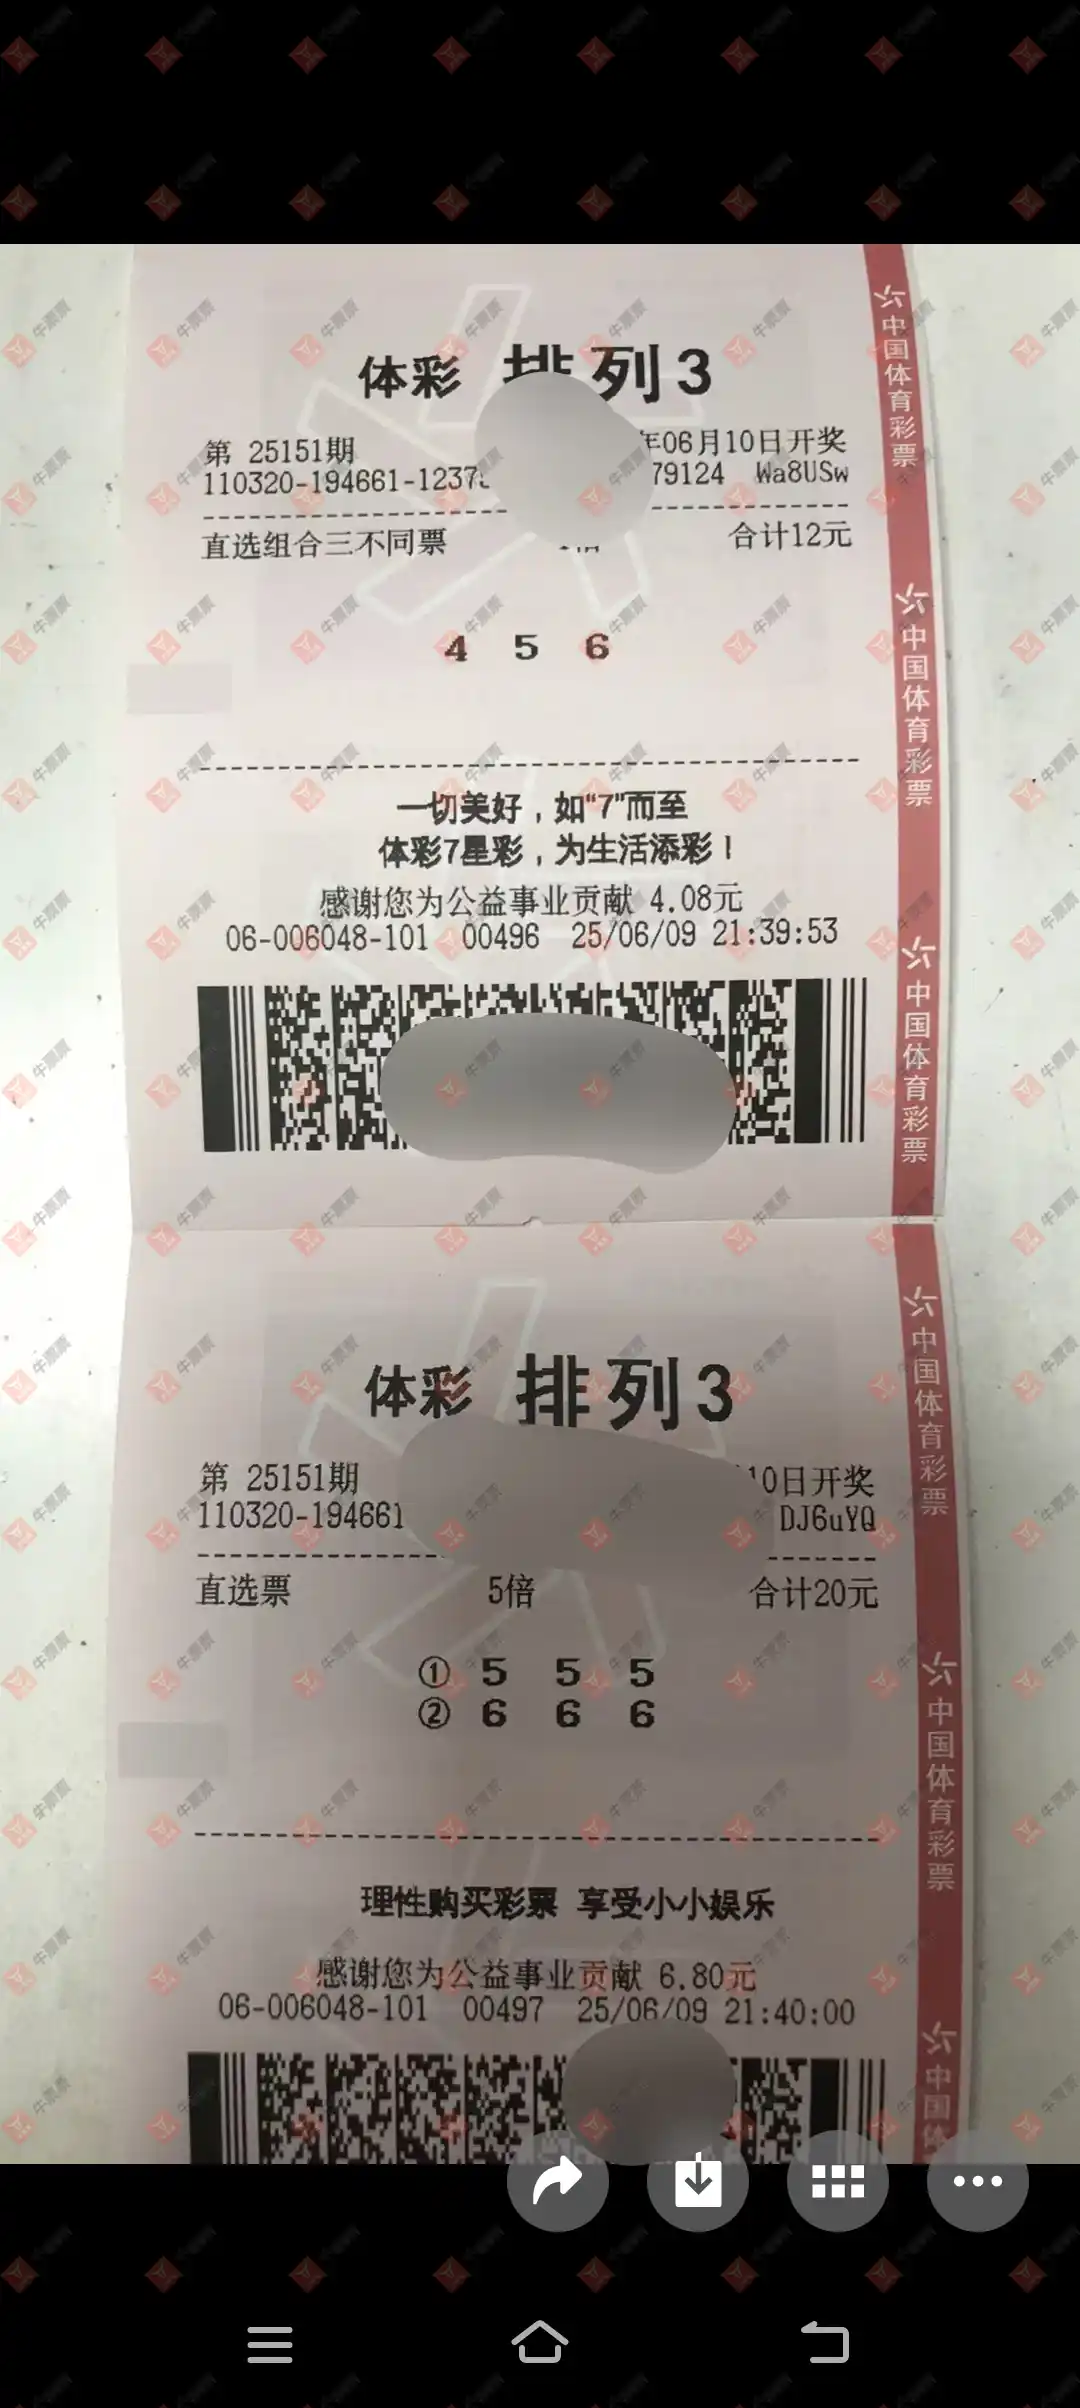 体彩 排列3
第 25151期 年06月10日开奖
110320-194661-1237 79124 Wa8USw
直选组合三不同票 1倍 合计12元
4 5 6
一切美好，如“7”而至
体彩7星彩，为生活添彩！
感谢您为公益事业贡献 4.08元
06-006048-101 00496 25/06/09 21:39:53
中国体育彩票
中国体育彩票
中国体育彩票
体彩 排列3
第 25151期 10日开奖
110320-194661 DJ6uYQ
直选票 5倍 合计20元
① 5 5 5
② 6 6 6
理性购买彩票 享受小小娱乐
感谢您为公益事业贡献 6.80元
06-006048-101 00497 25/06/09 21:40:00
中国体育彩票
中国体育彩票
中国体
牛票票